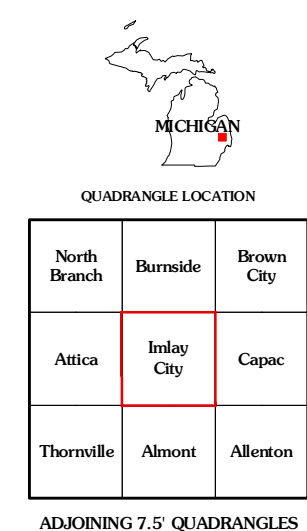 MICHIGAN
QUADRANGLE LOCATION
North
Branch
Burnside
Brown
City
Attica
Imlay
City
Capac
Thornville
Almont
Allenton
ADJOINING 7.5' QUADRANGLES